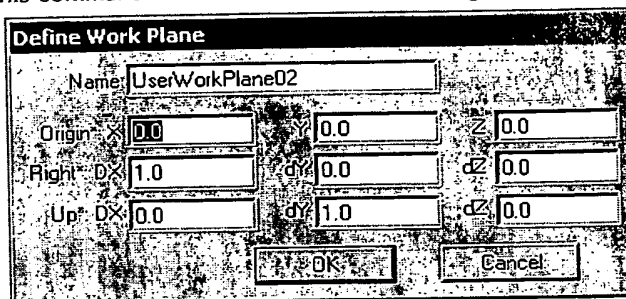 Define Work Plane
Name: UserWorkPlane02
Origin: X 0.0 Y 0.0 Z 0.0
Right: DX 1.0 dY 0.0 dZ 0.0
Up: DX 0.0 dY 1.0 dZ 0.0
OK Cancel